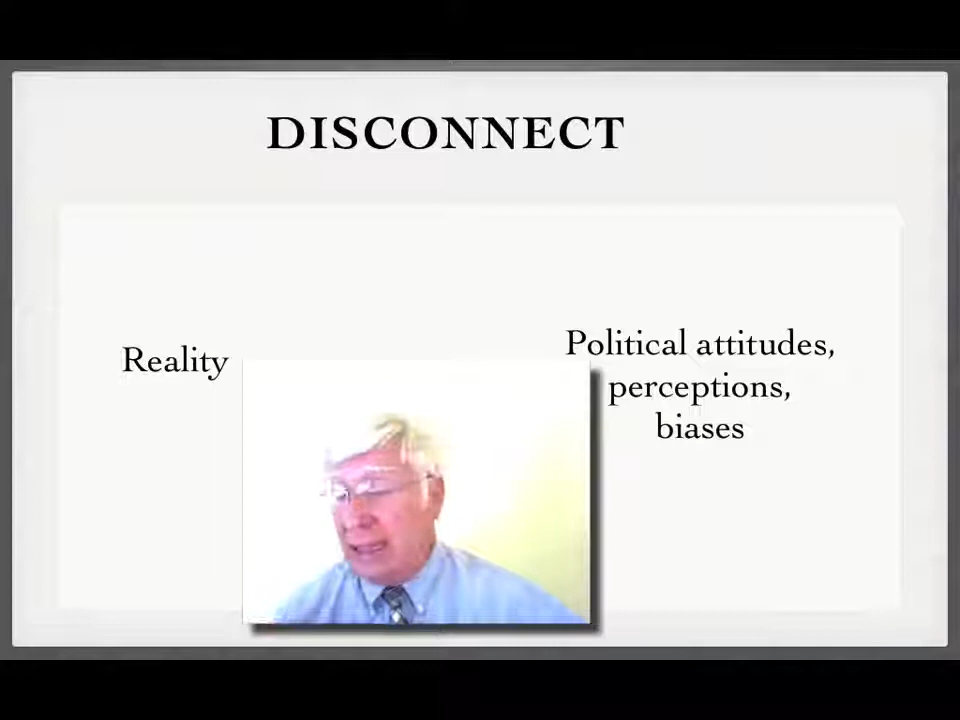 DISCONNECT
Reality
Political attitudes,
perceptions,
biases